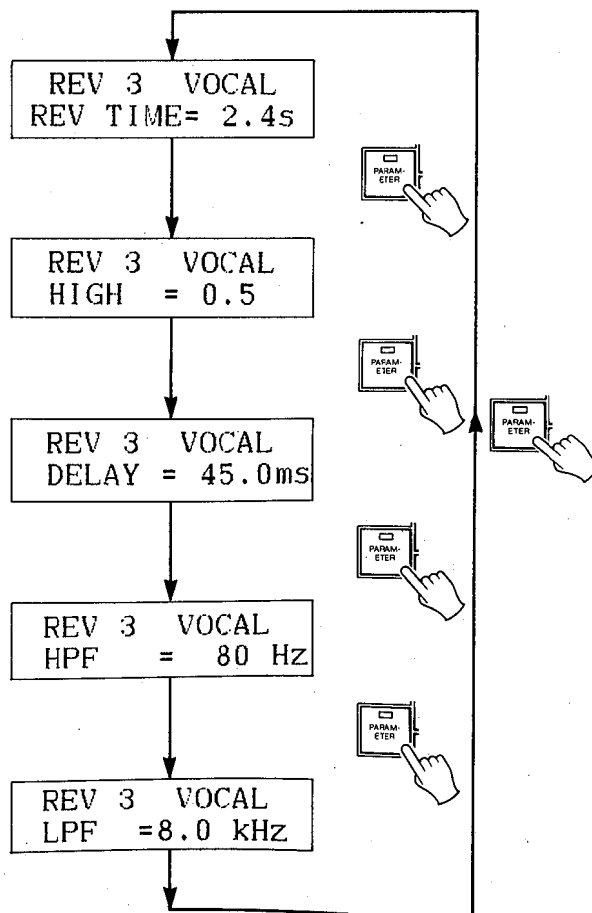 REV 3 VOCAL
REV TIME= 2.4s
PARAM-
ETER
REV 3 VOCAL
HIGH = 0.5
PARAM-
ETER
PARAM-
ETER
REV 3 VOCAL
DELAY = 45.0ms
PARAM-
ETER
REV 3 VOCAL
HPF = 80 Hz
PARAM-
ETER
REV 3 VOCAL
LPF =8.0 kHz